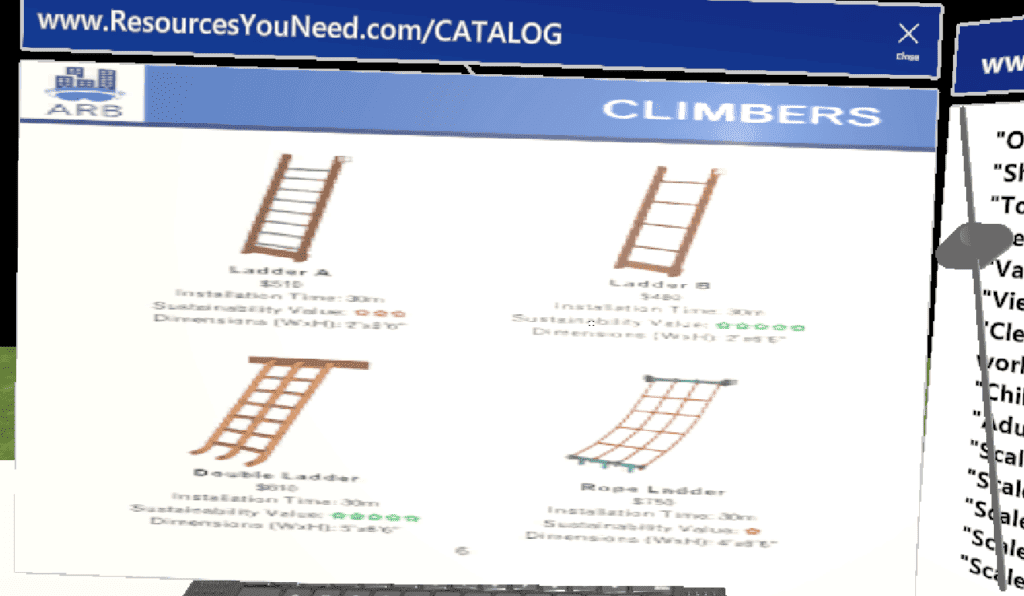 www.ResourcesYouNeed.com/CATALOG
Close
ww
ARB
CLIMBERS
Ladder A
$510
Installation Time: 30m
Sustainability Value:
Dimensions (WxH): 2'x8'6"
Ladder B
$480
Installation Time: 30m
Sustainability Value:
Dimensions (WxH): 2'x8'6"
Double Ladder
$610
Installation Time: 30m
Sustainability Value:
Dimensions (WxH): 5'x8'6"
Rope Ladder
$750
Installation Time: 30m
Sustainability Value:
Dimensions (WxH): 4'x8'6"
6
"O
"Sh
"To
e
"Va
"Vie
"Cle
work
"Chil
"Adu
"Scal
"Scale
"Scale
"Scale
"Scale